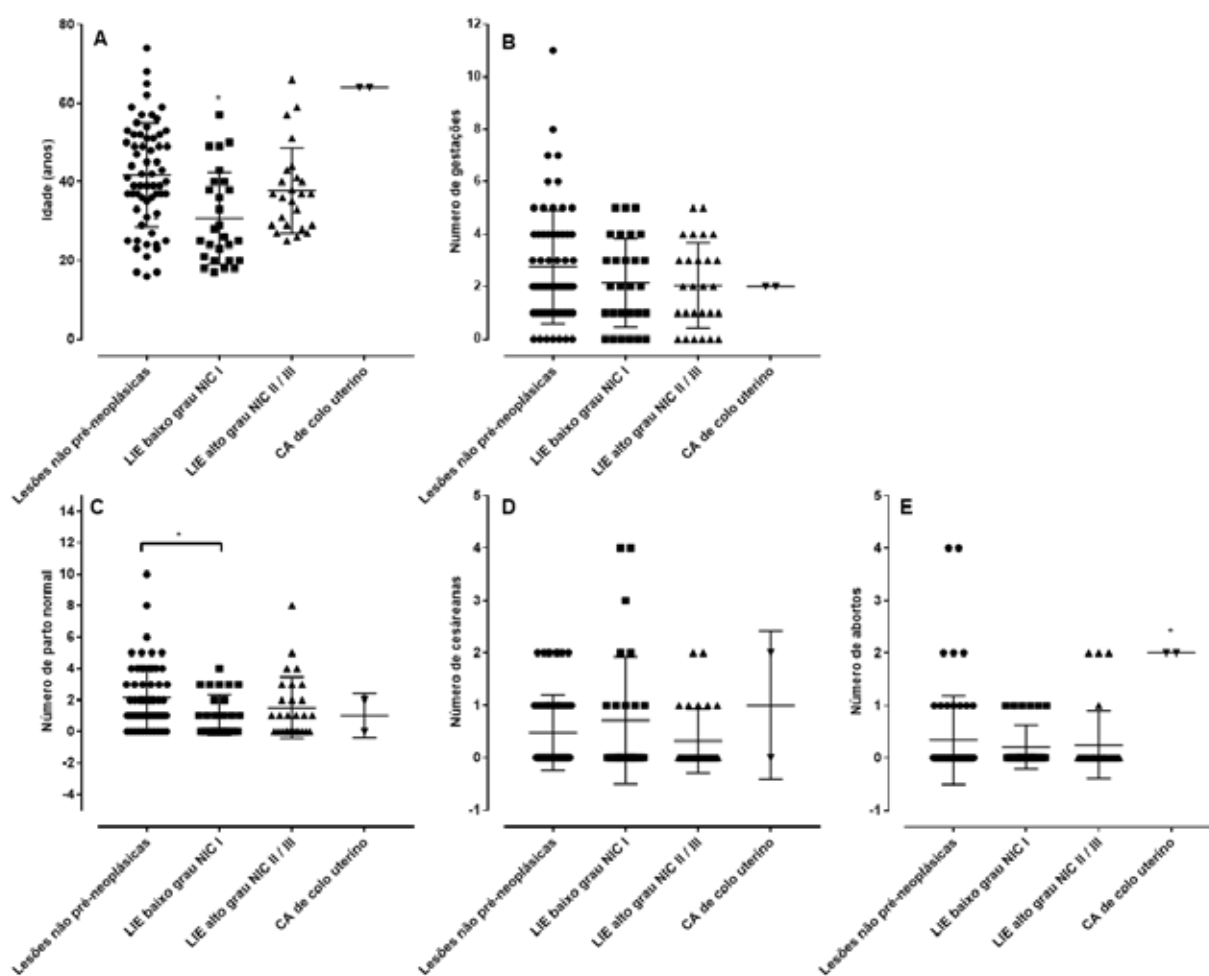 A
Idade (anos)
80
60
40
20
0
*
Lesões não pré-neoplásicas
LIE baixo grau NIC I
LIE alto grau NIC II / III
CA de colo uterino
B
Número de gestações
12
10
8
6
4
2
0
Lesões não pré-neoplásicas
LIE baixo grau NIC I
LIE alto grau NIC II / III
CA de colo uterino
C
Número de parto normal
14
12
10
8
6
4
2
0
-2
-4
*
Lesões não pré-neoplásicas
LIE baixo grau NIC I
LIE alto grau NIC II / III
CA de colo uterino
D
Número de cesáreanas
5
4
3
2
1
0
-1
Lesões não pré-neoplásicas
LIE baixo grau NIC I
LIE alto grau NIC II / III
CA de colo uterino
E
Número de abortos
5
4
3
2
1
0
-1
*
Lesões não pré-neoplásicas
LIE baixo grau NIC I
LIE alto grau NIC II / III
CA de colo uterino